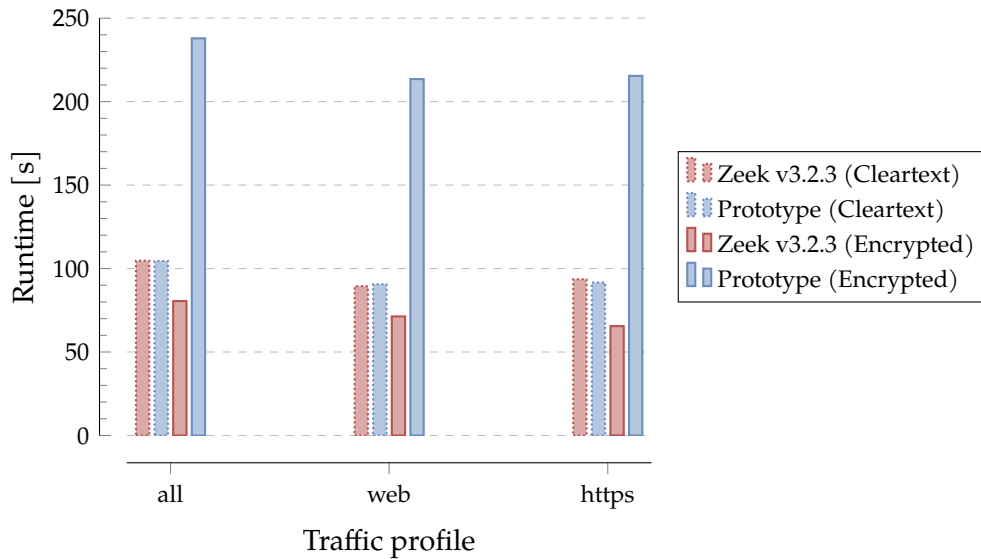 250
200
150
100
50
0
Runtime [s]
all
web
https
Traffic profile
Zeek v3.2.3 (Cleartext)
Prototype (Cleartext)
Zeek v3.2.3 (Encrypted)
Prototype (Encrypted)